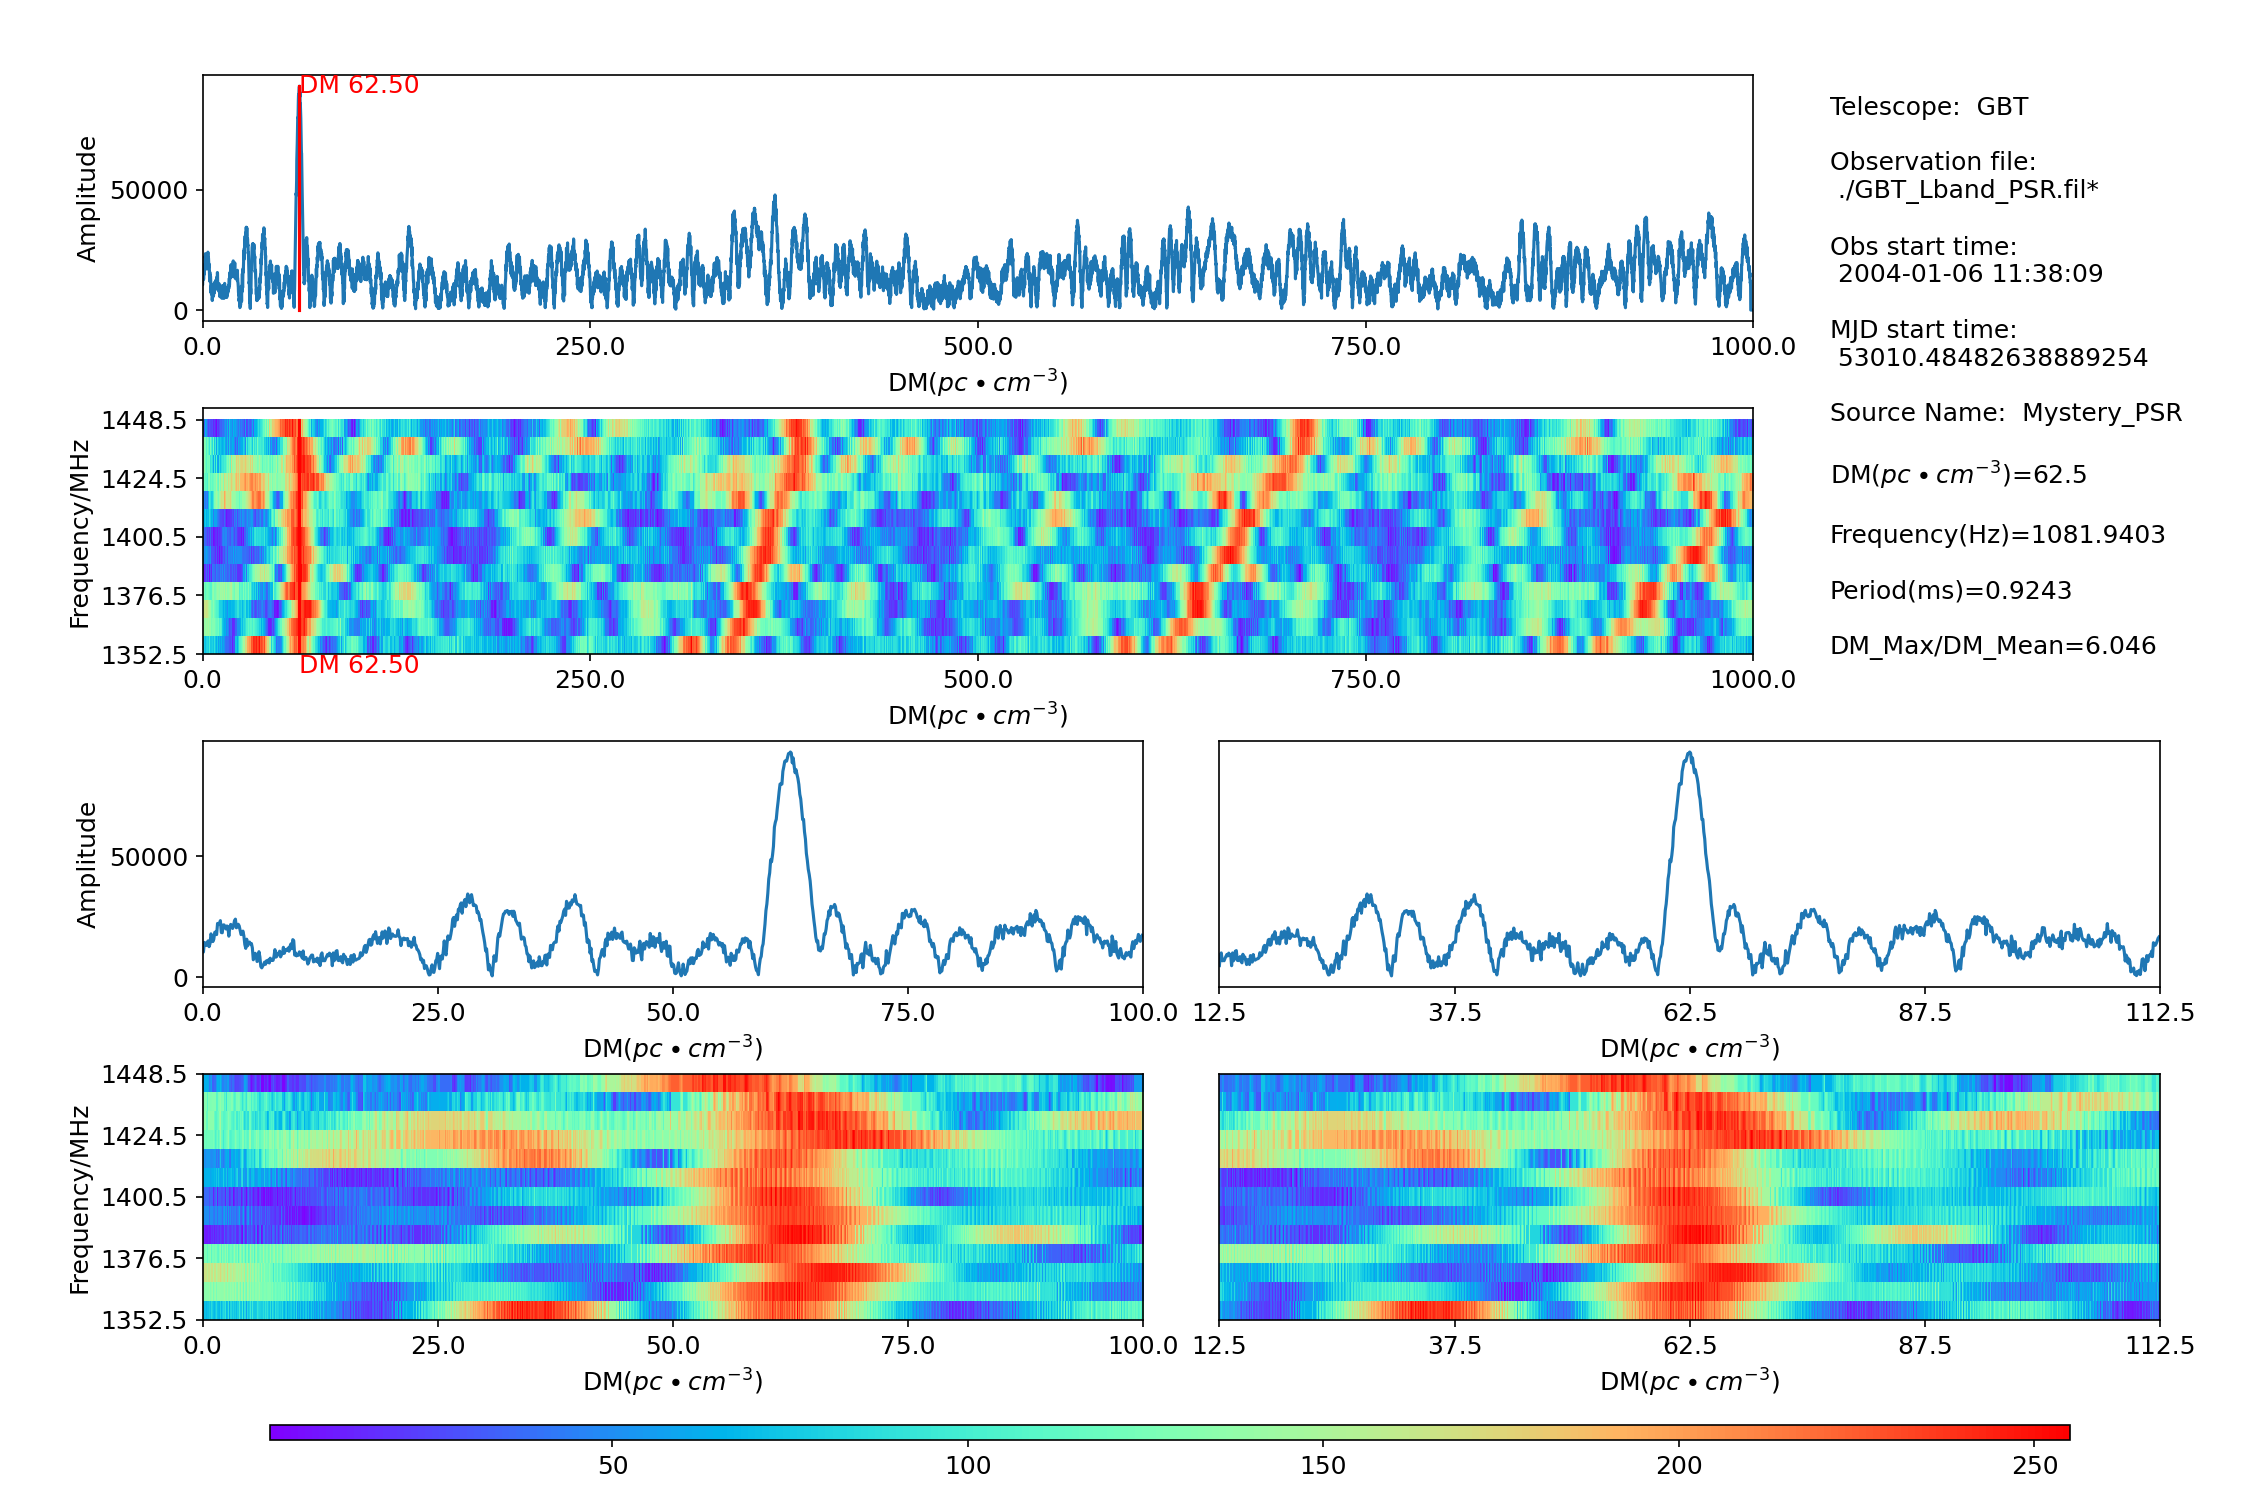 DM 62.50
Amplitude
50000
0
0.0 250.0 500.0 750.0 1000.0
DM(pc • cm⁻³)
Telescope:  GBT
Observation file:
./GBT_Lband_PSR.fil*
Obs start time:
2004-01-06 11:38:09
MJD start time:
53010.48482638889254
Source Name:  Mystery_PSR
DM(pc • cm⁻³)=62.5
Frequency(Hz)=1081.9403
Period(ms)=0.9243
DM_Max/DM_Mean=6.046
Frequency/MHz
1448.5
1424.5
1400.5
1376.5
1352.5
DM 62.50
0.0 250.0 500.0 750.0 1000.0
DM(pc • cm⁻³)
Amplitude
50000
0
0.0 25.0 50.0 75.0 100.0
DM(pc • cm⁻³)
12.5 37.5 62.5 87.5 112.5
DM(pc • cm⁻³)
Frequency/MHz
1448.5
1424.5
1400.5
1376.5
1352.5
0.0 25.0 50.0 75.0 100.0
DM(pc • cm⁻³)
12.5 37.5 62.5 87.5 112.5
DM(pc • cm⁻³)
50 100 150 200 250